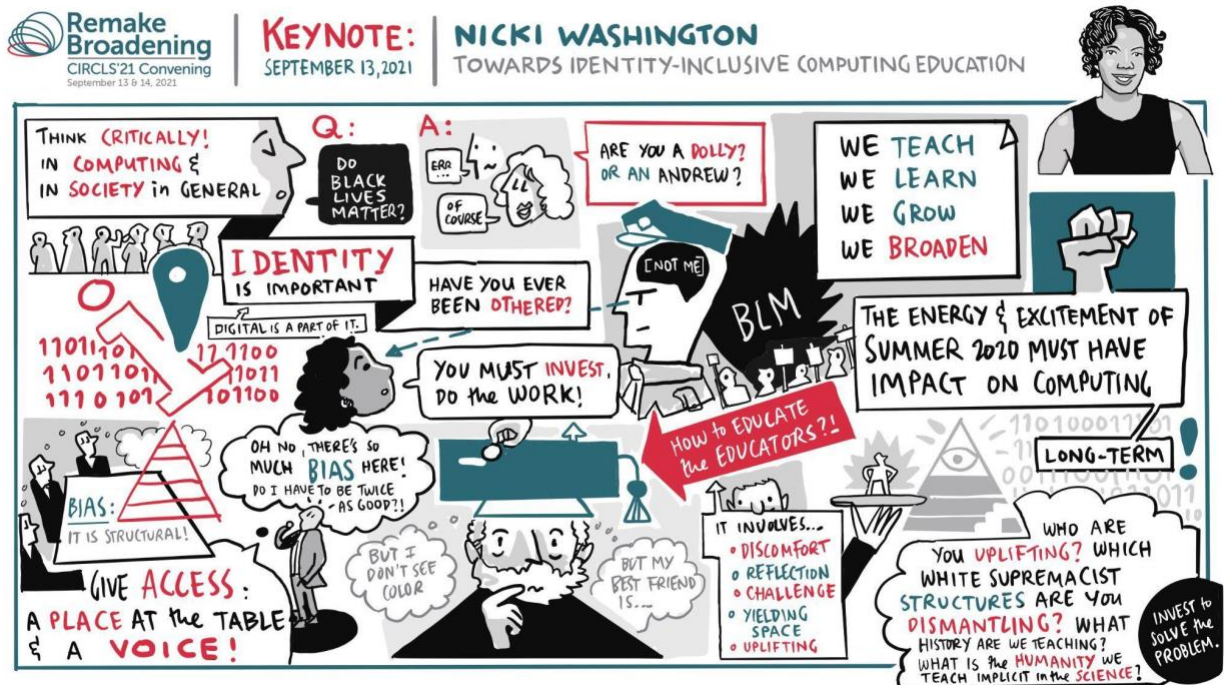 Remake
Broadening
CIRCLS'21 Convening
September 13 & 14, 2021
KEYNOTE:
SEPTEMBER 13, 2021
NICKI WASHINGTON
TOWARDS IDENTITY-INCLUSIVE COMPUTING EDUCATION
THINK CRITICALLY!
IN COMPUTING &
IN SOCIETY in GENERAL
Q:
DO
BLACK
LIVES
MATTER?
A:
ERR
...
OF
COURSE
ARE YOU A DOLLY?
OR AN ANDREW?
WE TEACH
WE LEARN
WE GROW
WE BROADEN
IDENTITY
IS IMPORTANT
DIGITAL IS A PART OF IT.
HAVE YOU EVER
BEEN OTHERED?
[NOT ME]
BLM
THE ENERGY & EXCITEMENT OF
SUMMER 2020 MUST HAVE
IMPACT ON COMPUTING
LONG-TERM
!
YOU MUST INVEST,
DO the WORK!
HOW to EDUCATE
the EDUCATORS?!
OH NO, THERE'S SO
MUCH BIAS HERE!
DO I HAVE TO BE TWICE
- AS GOOD?!
BIAS:
IT IS STRUCTURAL!
GIVE ACCESS:
A PLACE AT the TABLE
& A VOICE!
BUT I
DON'T SEE
COLOR
BUT MY
BEST FRIEND
IS....
IT INVOLVES...
DISCOMFORT
REFLECTION
CHALLENGE
YIELDING
SPACE
UPLIFTING
WHO ARE
YOU UPLIFTING? WHICH
WHITE SUPREMACIST
STRUCTURES ARE YOU
DISMANTLING? WHAT
HISTORY ARE WE TEACHING?
WHAT IS the HUMANITY WE
TEACH IMPLICIT in the SCIENCE?
INVEST to
SOLVE the
PROBLEM.